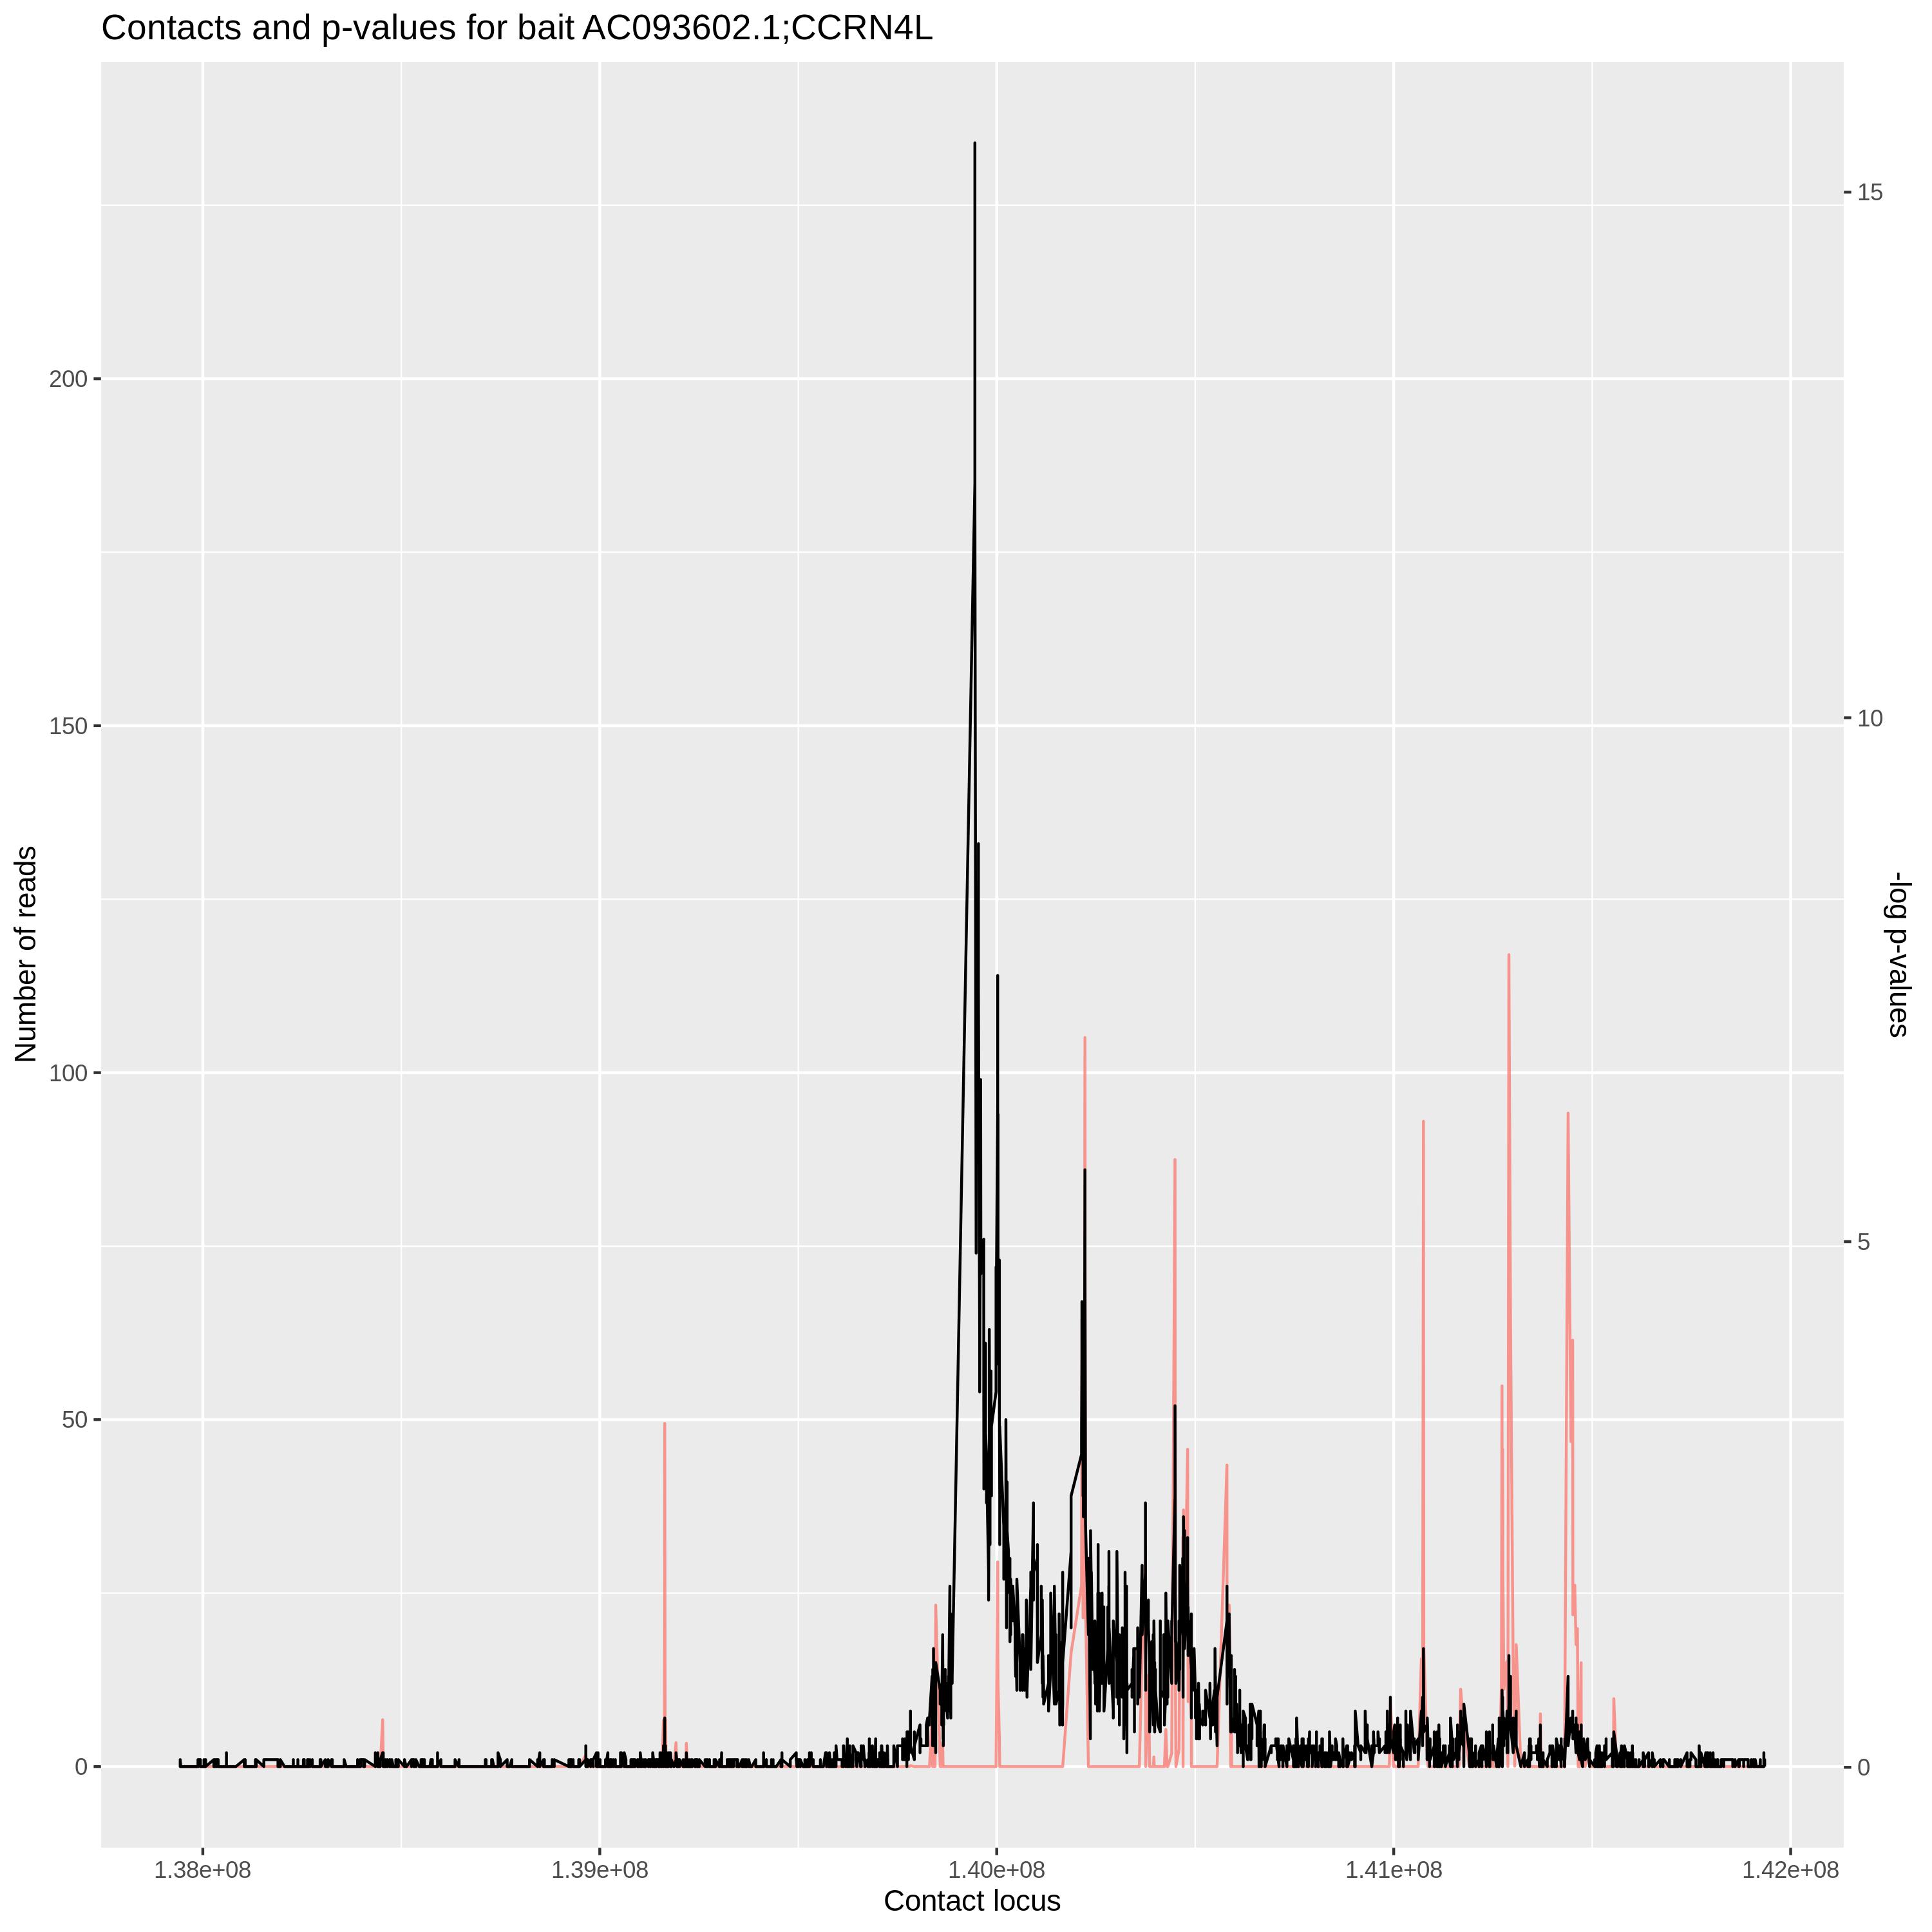 Contacts and p-values for bait AC093602.1;CCRN4L
Number of reads
200
150
100
50
0
15
10
5
0
-log p-values
1.38e+08
1.39e+08
1.40e+08
1.41e+08
1.42e+08
Contact locus